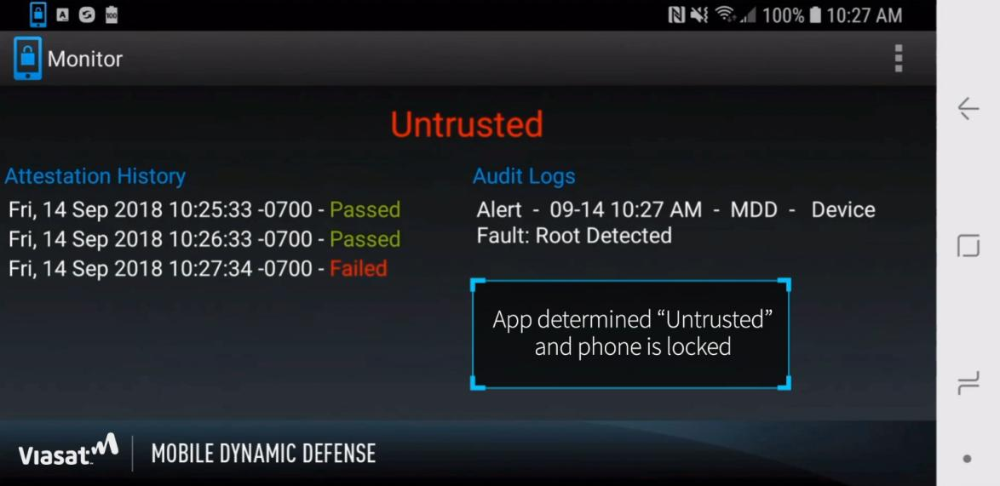 100% 10:27 AM
Monitor
Untrusted
Attestation History
Fri, 14 Sep 2018 10:25:33 -0700 - Passed
Fri, 14 Sep 2018 10:26:33 -0700 - Passed
Fri, 14 Sep 2018 10:27:34 -0700 - Failed
Audit Logs
Alert - 09-14 10:27 AM - MDD - Device
Fault: Root Detected
App determined “Untrusted”
and phone is locked
Viasat
MOBILE DYNAMIC DEFENSE